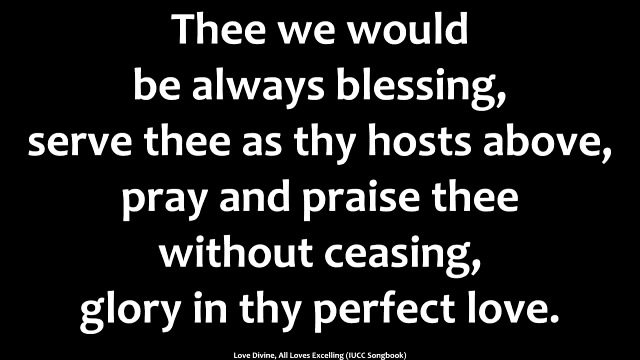 Thee we would
be always blessing,
serve thee as thy hosts above,
pray and praise thee
without ceasing,
glory in thy perfect love.
Love Divine, All Loves Excelling (IUCC Songbook)